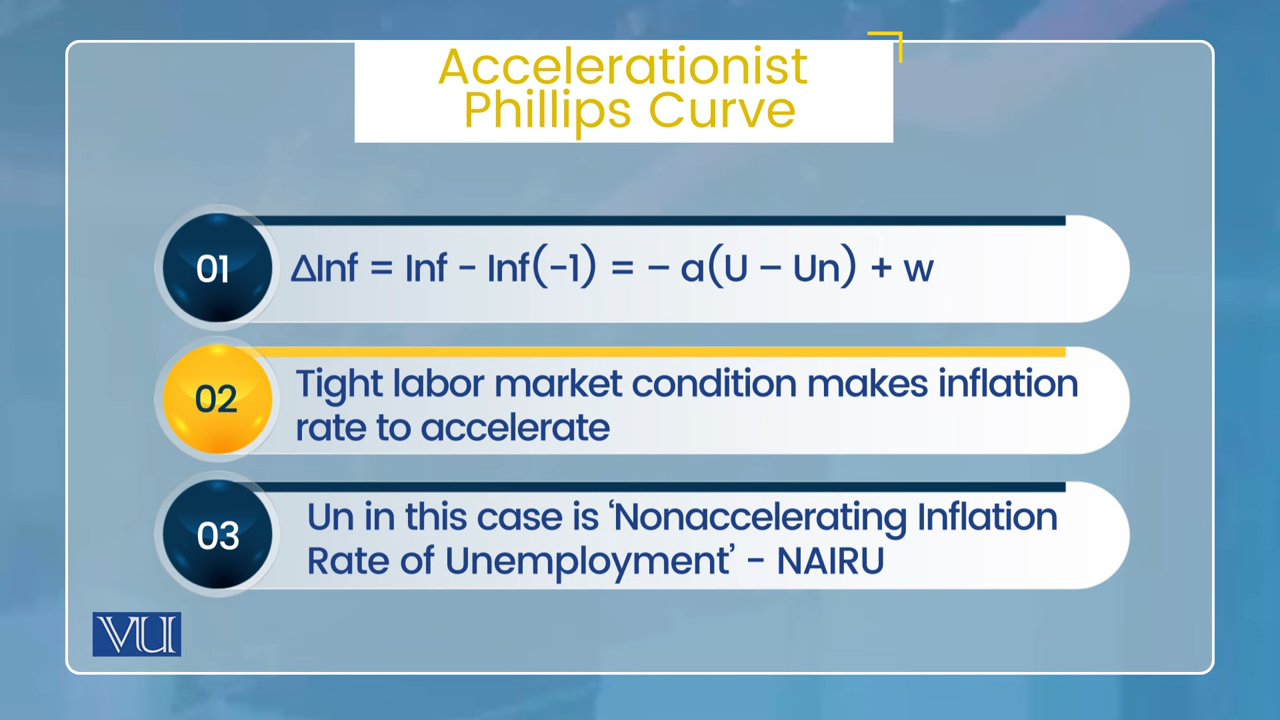 Accelerationist
Phillips Curve
01
ΔInf = Inf - Inf(-1) = – a(U – Un) + w
02
Tight labor market condition makes inflation
rate to accelerate
03
Un in this case is ‘Nonaccelerating Inflation
Rate of Unemployment’ - NAIRU
VU